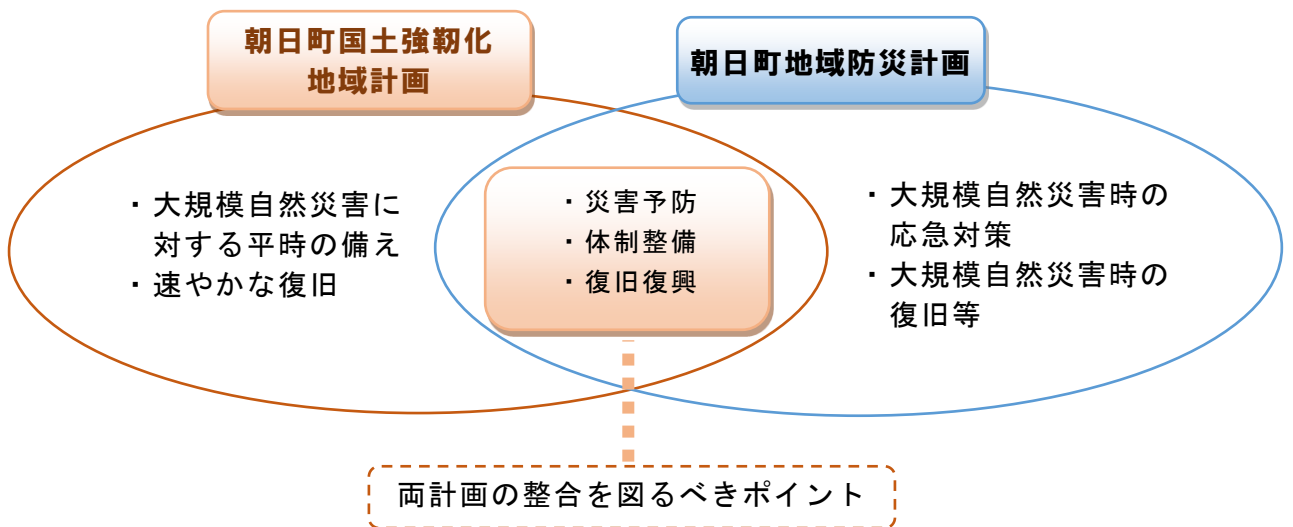 朝日町国土強靭化
地域計画
朝日町地域防災計画
・大規模自然災害に
対する平時の備え
・速やかな復旧
・災害予防
・体制整備
・復旧復興
・大規模自然災害時の
応急対策
・大規模自然災害時の
復旧等
両計画の整合を図るべきポイント